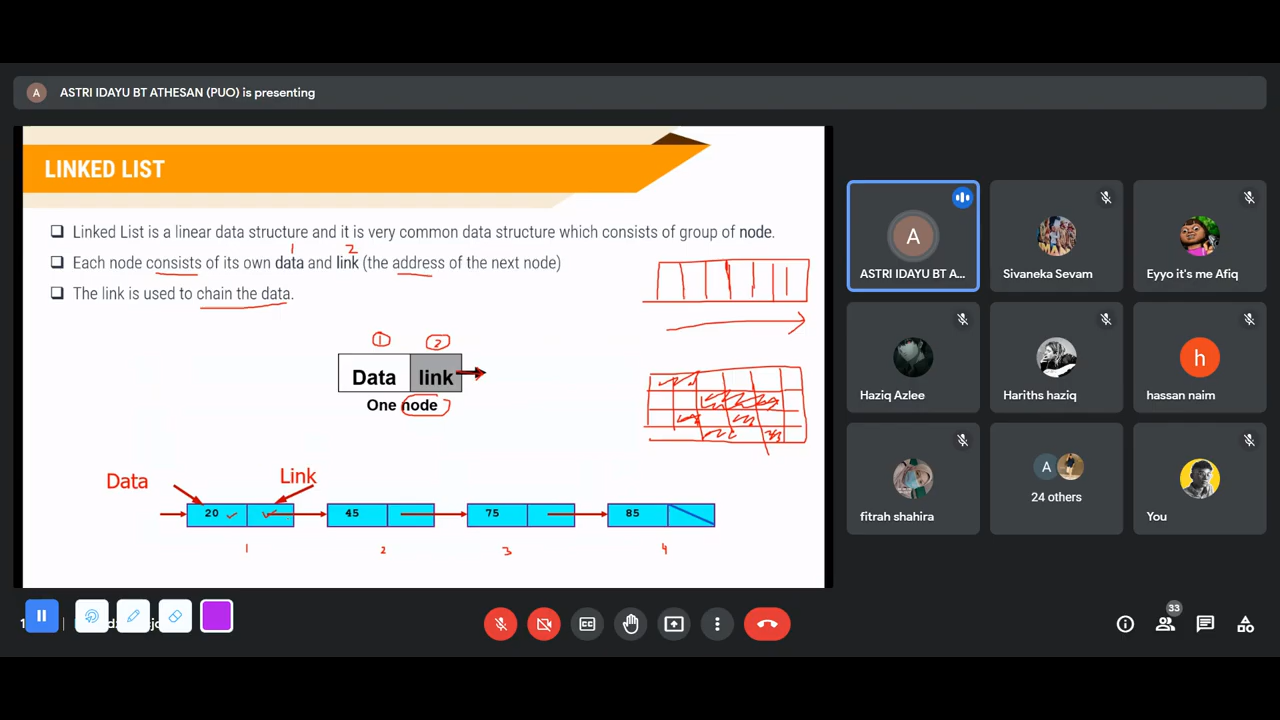 A ASTRI IDAYU BT ATHESAN (PUO) is presenting
LINKED LIST
Linked List is a linear data structure and it is very common data structure which consists of group of node.
1 2
Each node consists of its own data and link (the address of the next node)
The link is used to chain the data.
1 2
Data link
One node
Data Link
20 45 75 85
1 2 3 4
A
ASTRI IDAYU BT A...
Sivaneka Sevam
Eyyo it's me Afiq
Haziq Azlee
Hariths haziq
h
hassan naim
fitrah shahira
A
24 others
You
1
33